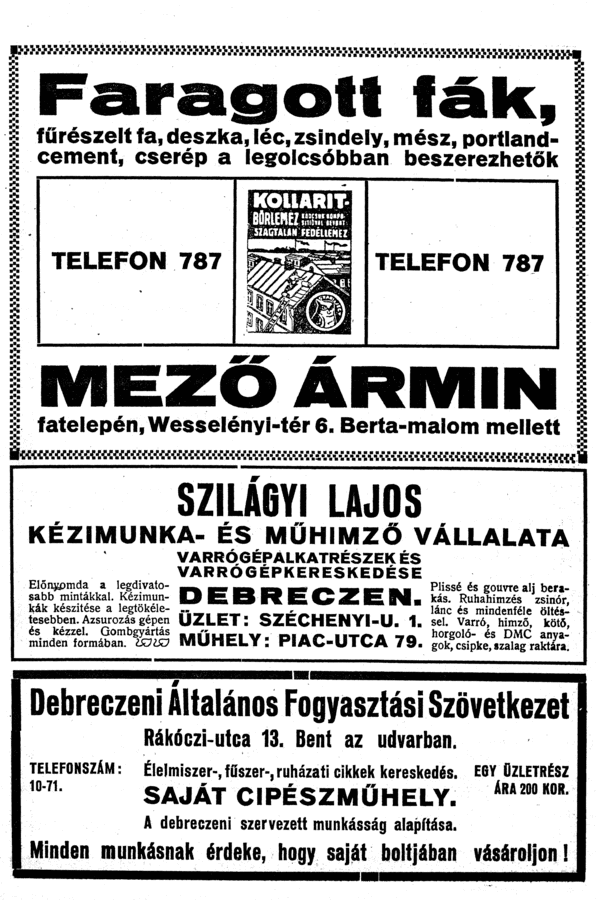 Faragott fák,
fűrészelt fa, deszka, léc, zsindely, mész, portland-
cement, cserép a legolcsóbban beszerezhetők
TELEFON 787
KOLLARIT-
BŐRLEMEZ
SZAGTALAN FEDÉLLEMEZ
TELEFON 787
MEZŐ ÁRMIN
fatelepén, Wesselényi-tér 6. Berta-malom mellett
SZILÁGYI LAJOS
KÉZIMUNKA- ÉS MŰHIMZŐ VÁLLALATA
VARRÓGÉPALKATRÉSZEK ÉS
VARRÓGÉPKERESKEDÉSE
Előnyomda a legdivato-
sabb mintákkal. Kézimun-
kák készitése a legtökéle-
tesebben. Azsurozás gépen
és kézzel. Gombgyártás
minden formában.
DEBRECZEN.
ÜZLET: SZÉCHENYI-U. 1.
MŰHELY: PIAC-UTCA 79.
Plissé és gouvre alj bera-
kás. Ruhahimzés zsinór,
lánc és mindenféle öltés-
sel. Varró, himző, kötő,
horgoló- és DMC anya-
gok, csipke, szalag raktára.
Debreczeni Általános Fogyasztási Szövetkezet
Rákóczi-utca 13. Bent az udvarban.
TELEFONSZÁM:
10-71.
Élelmiszer-, fűszer-, ruházati cikkek kereskedés.
SAJÁT CIPÉSZMŰHELY.
A debreczeni szervezett munkásság alapítása.
EGY ÜZLETRÉSZ
ÁRA 200 KOR.
Minden munkásnak érdeke, hogy saját boltjában vásároljon!